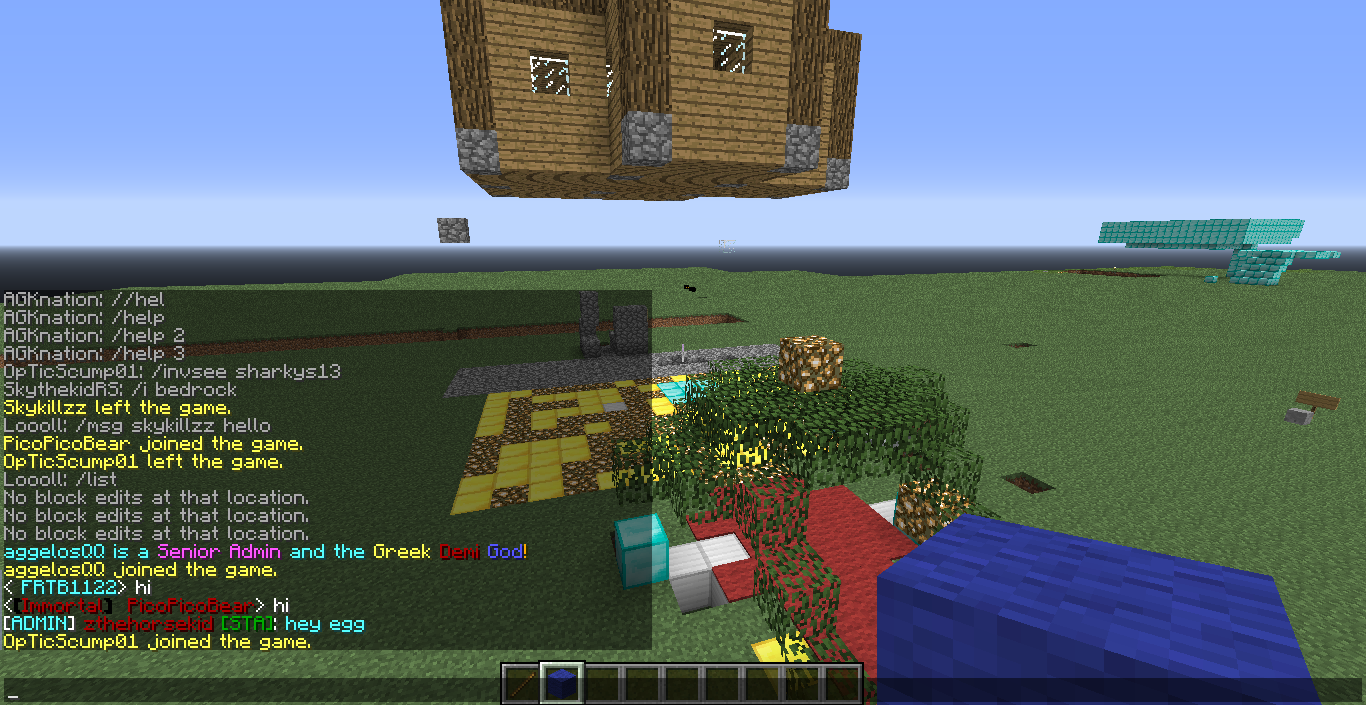 AGKnation: //hel
AGKnation: /help
AGKnation: /help 2
AGKnation: /help 3
OpTicScump01: /invsee sharkys13
SkythekidRS: /i bedrock
Skykillzz left the game.
Loooll: /msg skykillzz hello
PicoPicoBear joined the game.
OpTicScump01 left the game.
Loooll: /list
No block edits at that location.
No block edits at that location.
No block edits at that location.
aggelosQQ is a Senior Admin and the Greek Demi God!
aggelosQQ joined the game.
< FRTB1122> hi
<[Immortal] PicoPicoBear> hi
[ADMIN] zthehorsekid [STA]: hey egg
OpTicScump01 joined the game.
_